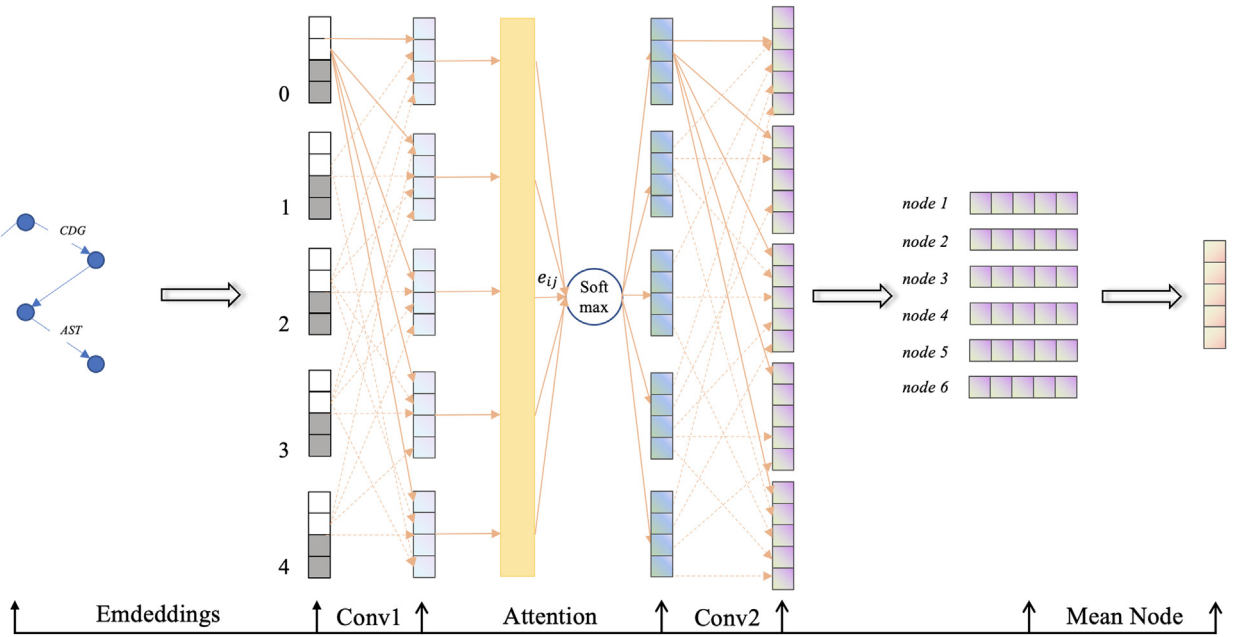 CDG
AST
0
1
2
3
4
e_{ij}
Soft
max
node 1
node 2
node 3
node 4
node 5
node 6
Emdeddings
Conv1
Attention
Conv2
Mean Node